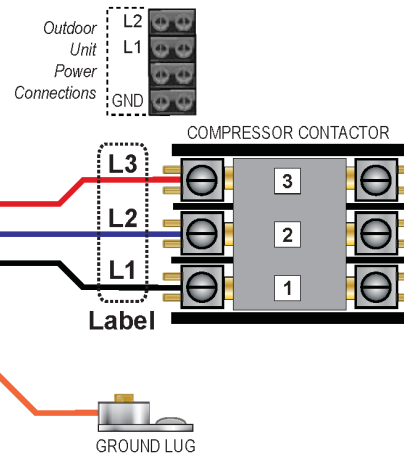 Outdoor
Unit
Power
Connections
L2
L1
GND
COMPRESSOR CONTACTOR
L3
3
L2
2
L1
1
Label
GROUND LUG